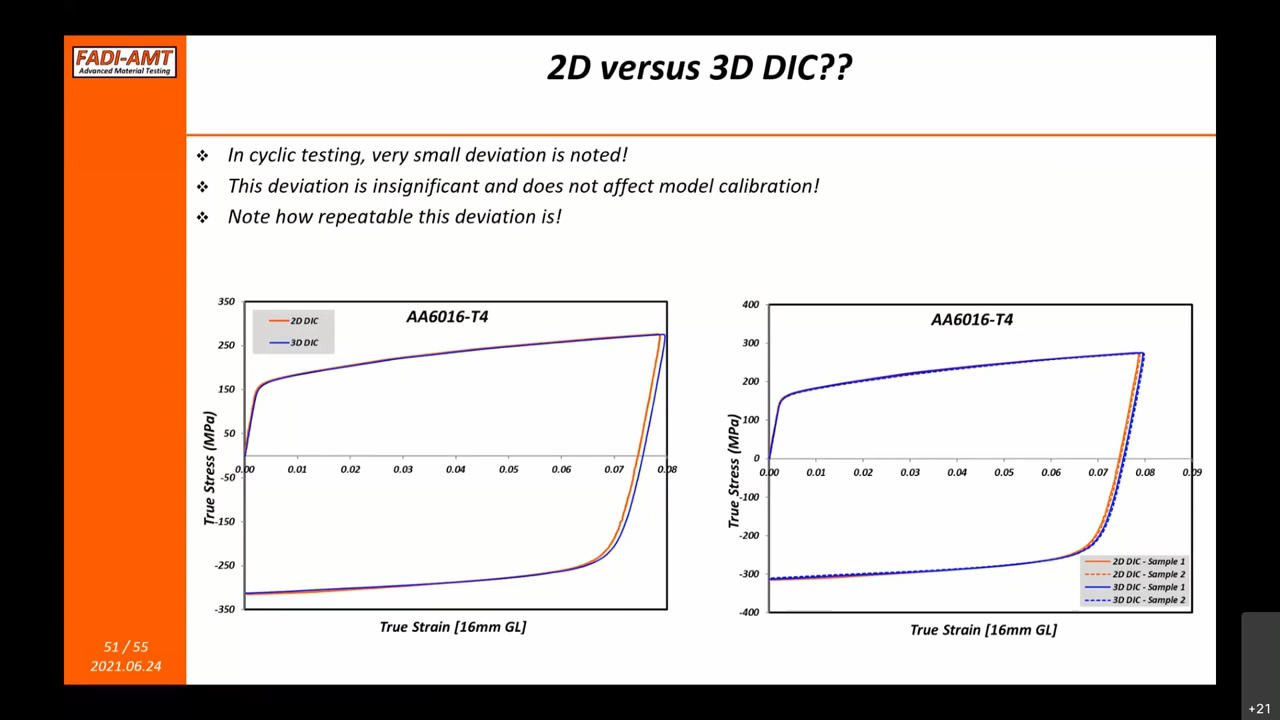 FADI-AMT
Advanced Material Testing
2D versus 3D DIC??
In cyclic testing, very small deviation is noted!
This deviation is insignificant and does not affect model calibration!
Note how repeatable this deviation is!
AA6016-T4
2D DIC
3D DIC
350
250
150
50
-50
-150
-250
-350
0.00 0.01 0.02 0.03 0.04 0.05 0.06 0.07 0.08
True Stress (MPa)
True Strain [16mm GL]
AA6016-T4
400
300
200
100
0
-100
-200
-300
-400
0.00 0.01 0.02 0.03 0.04 0.05 0.06 0.07 0.08 0.09
True Stress (MPa)
2D DIC - Sample 1
2D DIC - Sample 2
3D DIC - Sample 1
3D DIC - Sample 2
True Strain [16mm GL]
51 / 55
2021.06.24
+21